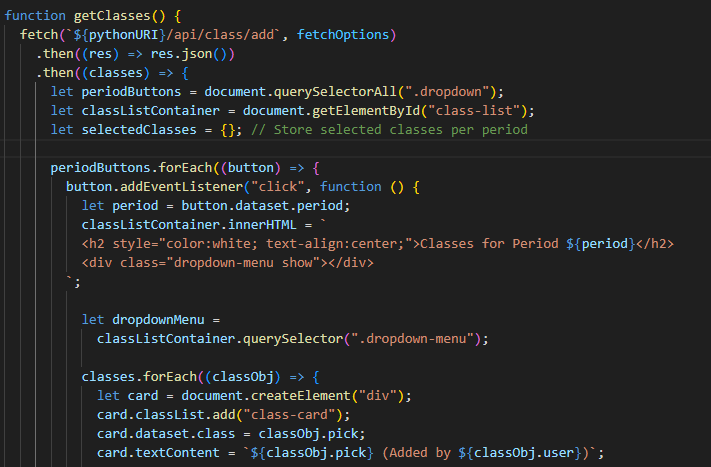 function getClasses() {
fetch(`${pythonURI}/api/class/add`, fetchOptions)
.then((res) => res.json())
.then((classes) => {
let periodButtons = document.querySelectorAll(".dropdown");
let classListContainer = document.getElementById("class-list");
let selectedClasses = {}; // Store selected classes per period
periodButtons.forEach((button) => {
button.addEventListener("click", function () {
let period = button.dataset.period;
classListContainer.innerHTML = `
<h2 style="color:white; text-align:center;">Classes for Period ${period}</h2>
<div class="dropdown-menu show"></div>
`;
let dropdownMenu =
classListContainer.querySelector(".dropdown-menu");
classes.forEach((classObj) => {
let card = document.createElement("div");
card.classList.add("class-card");
card.dataset.class = classObj.pick;
card.textContent = `${classObj.pick} (Added by ${classObj.user})`;